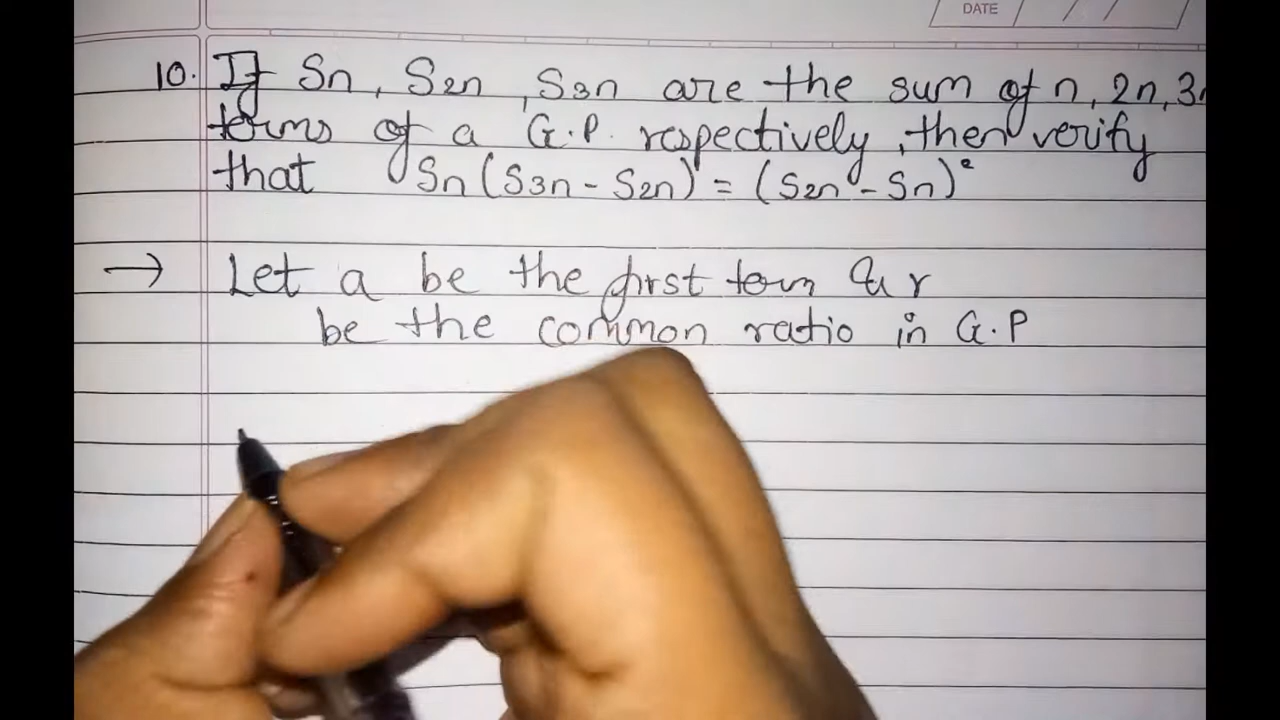 DATE / /
10. If Sn, S2n, S3n are the sum of n, 2n, 3n
terms of a G.P. respectively, then verify
that Sn(S3n - S2n) = (S2n - Sn)²
→ Let a be the first term & r
be the common ratio in G.P